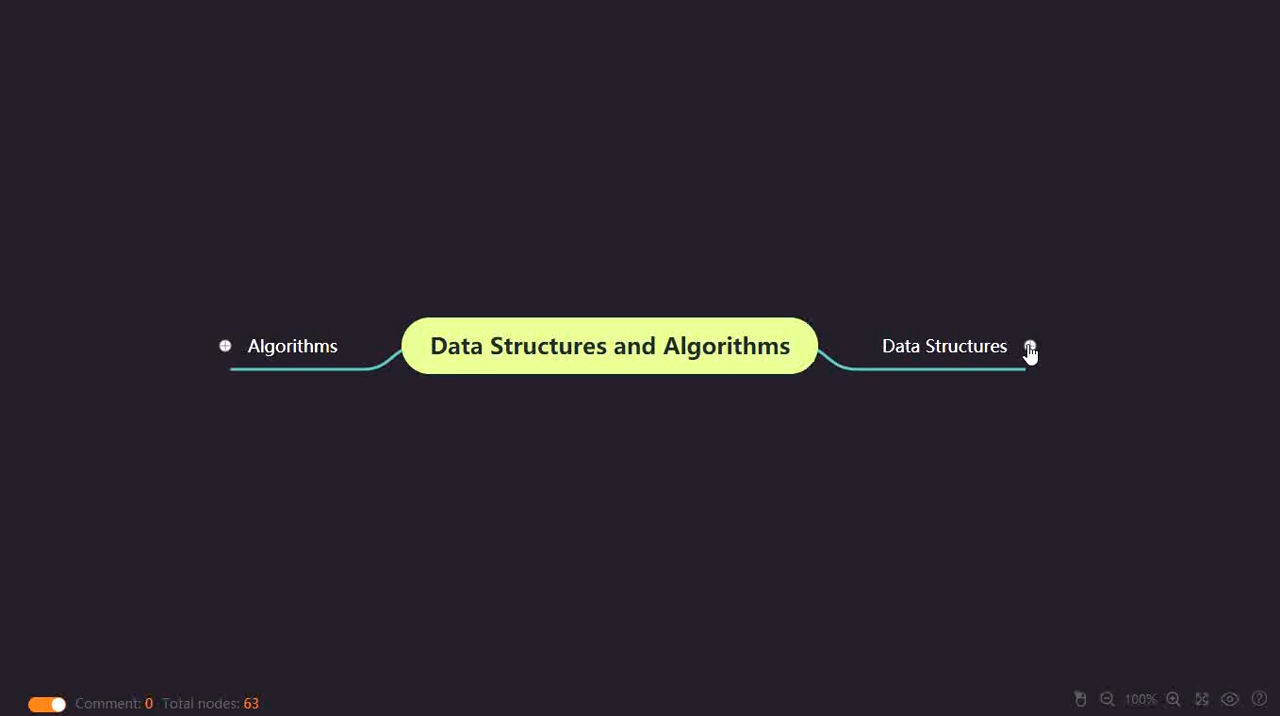 Algorithms
Data Structures and Algorithms
Data Structures
Comment: 0 Total nodes: 63
100%